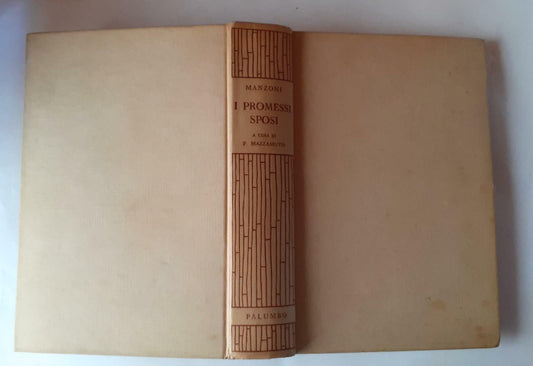 MANZONI
I PROMESSI
SPOSI
A CURA DI
P. MAZZAMUTO
PALUMBO